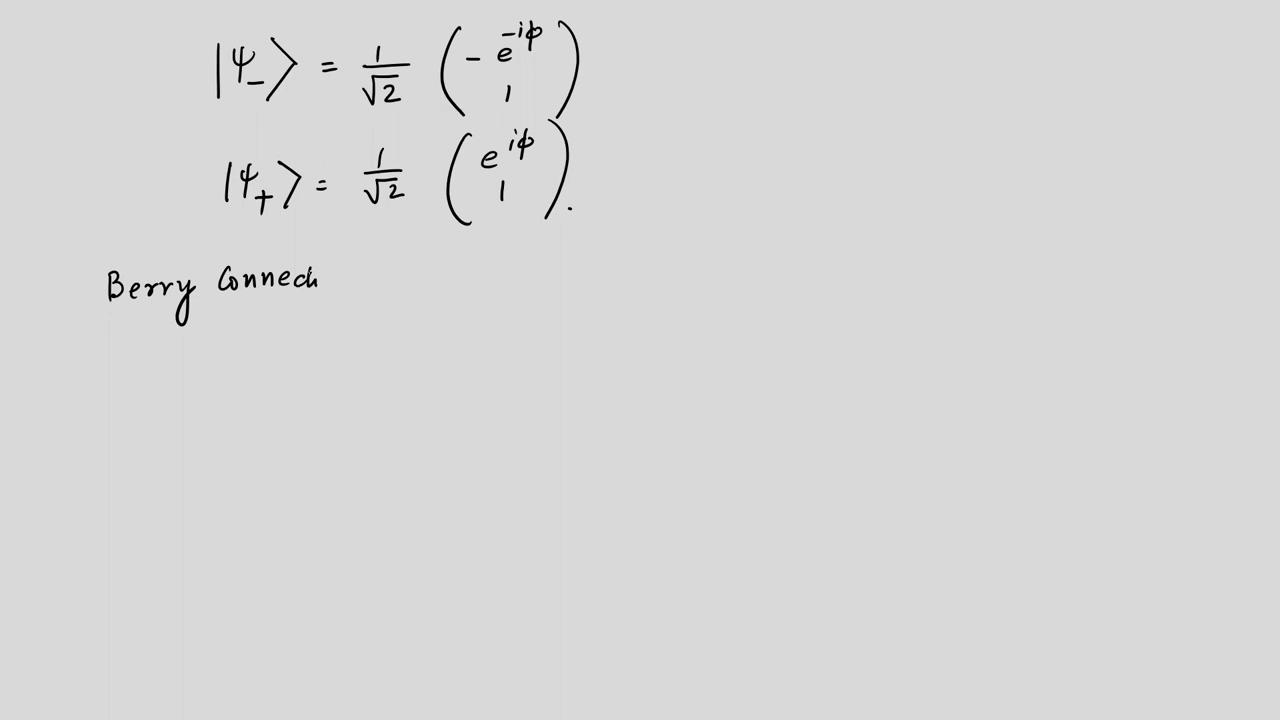 |ψ₋⟩ = 1/√2 ( - e^{-iφ} 1 )
|ψ₊⟩ = 1/√2 ( e^{iφ} 1 ).
Berry Connecti